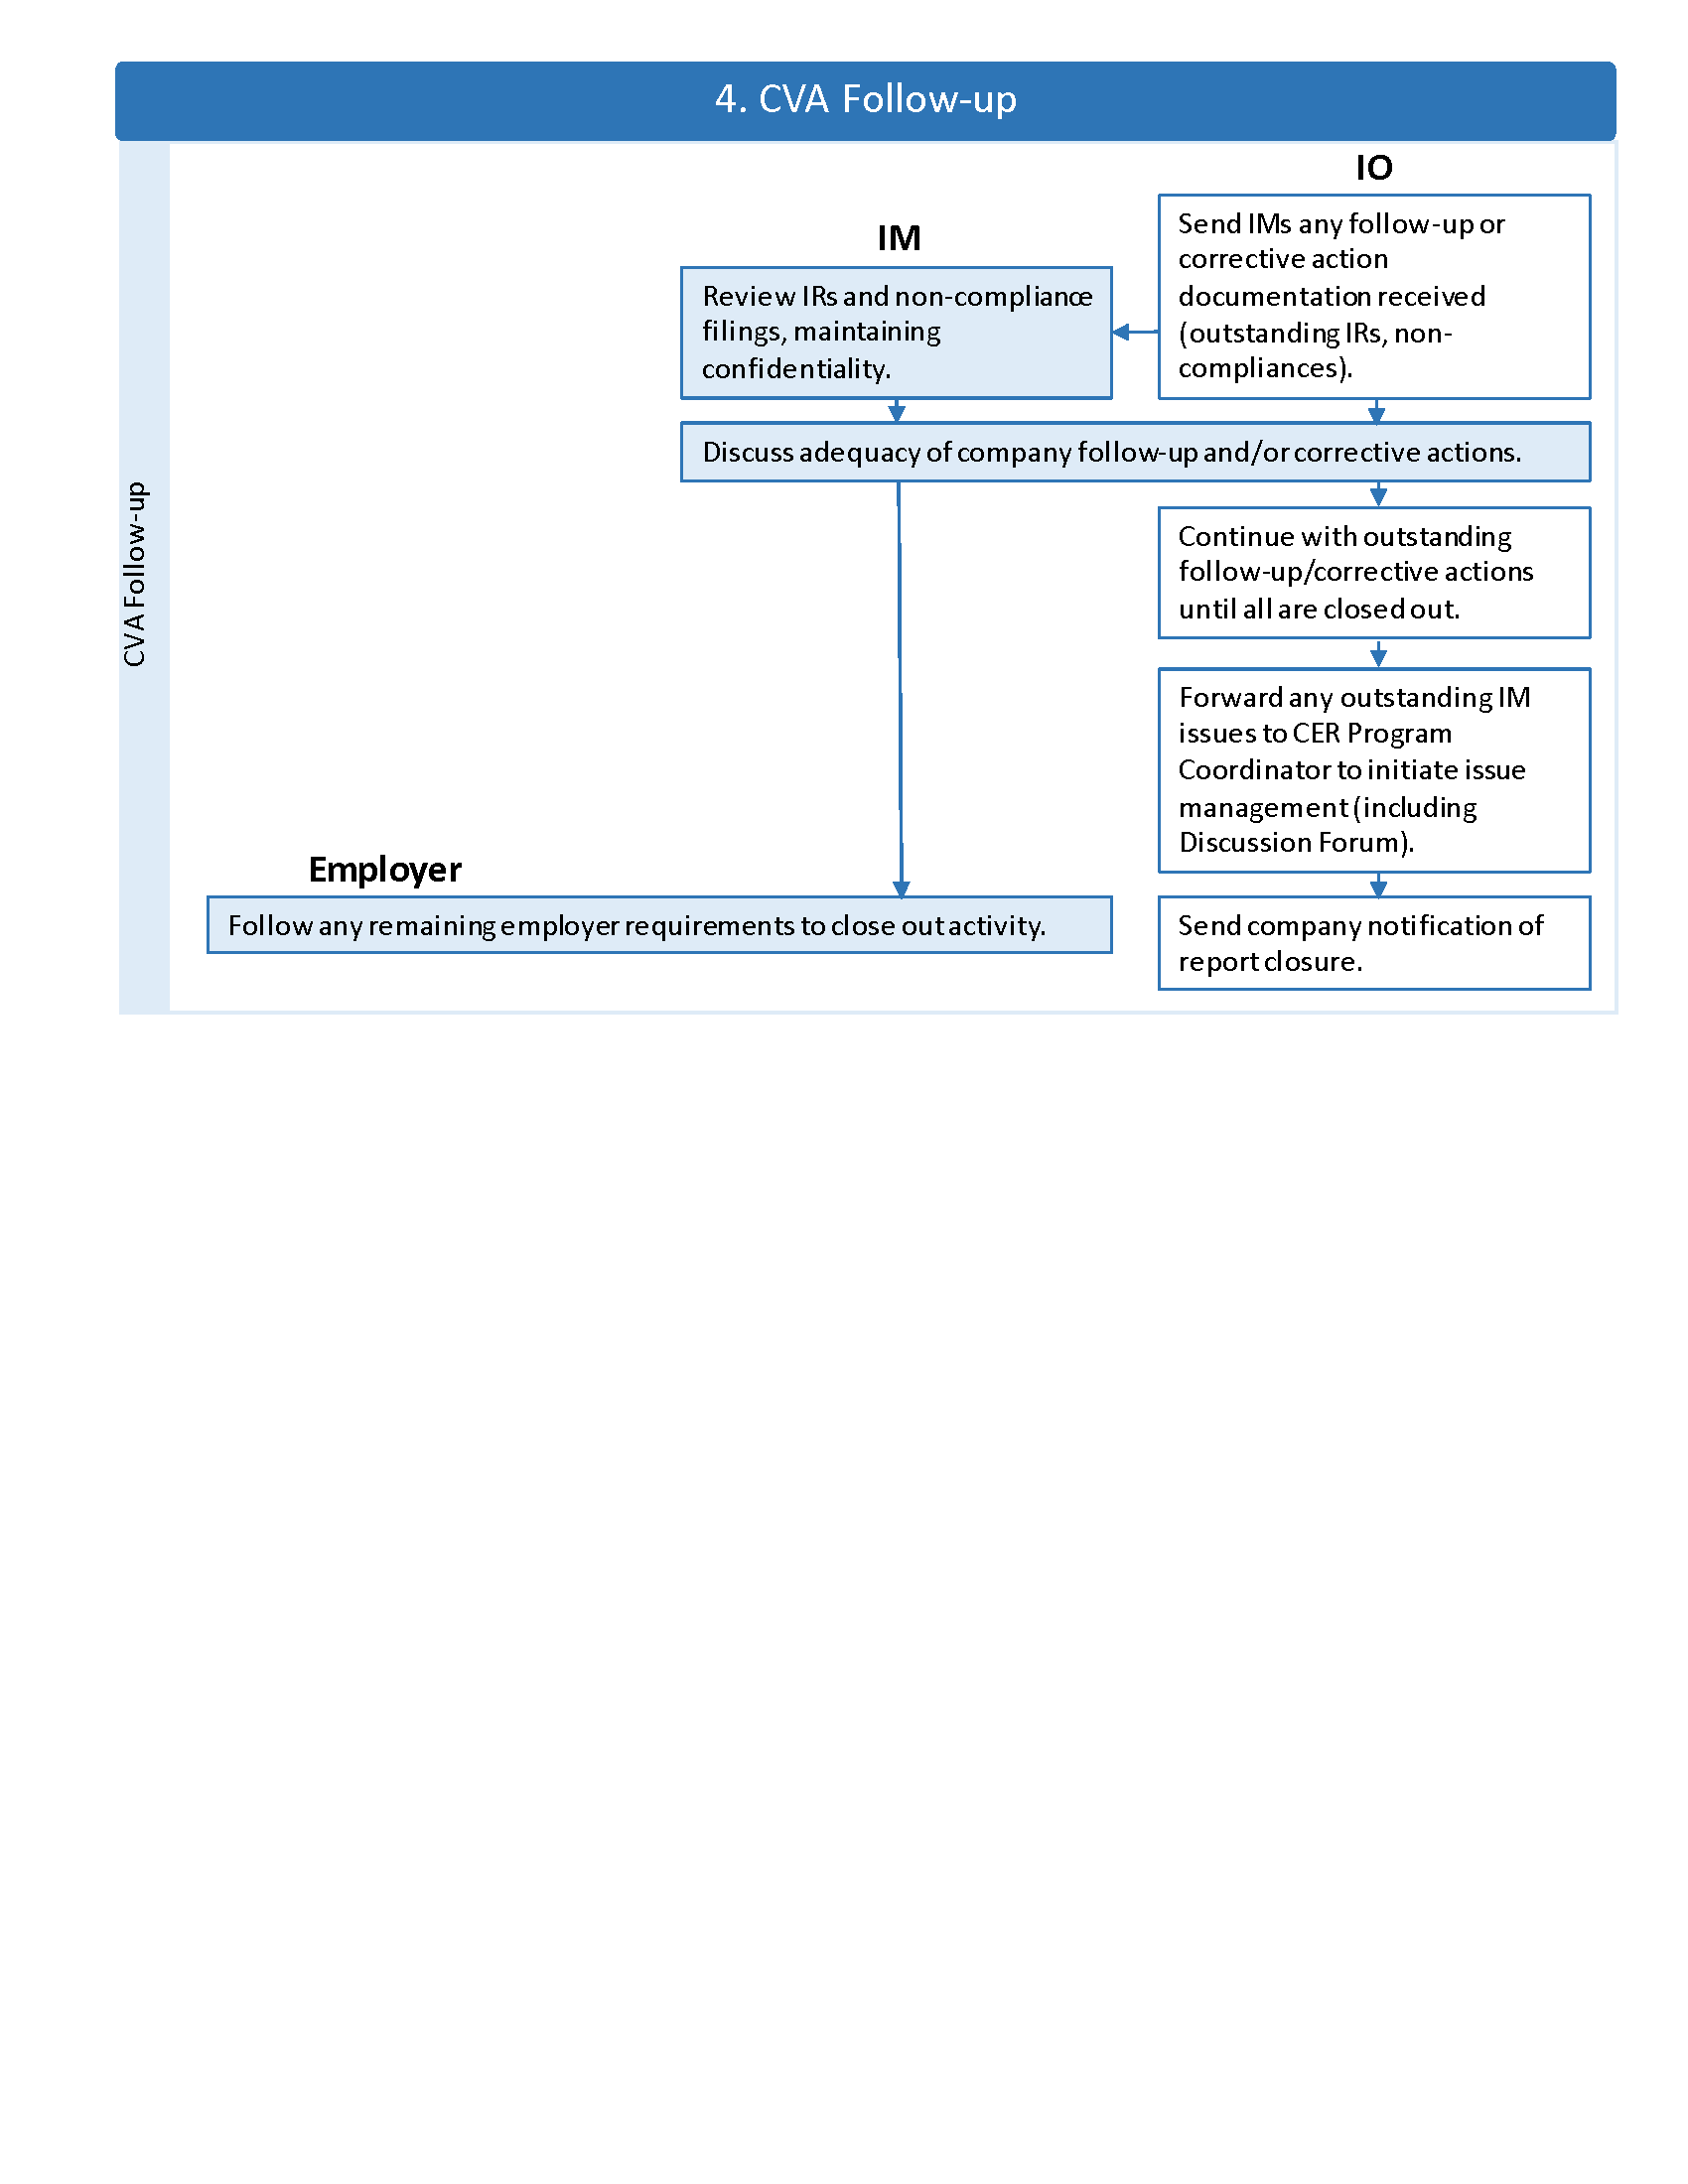 4. CVA Follow-up
IO
Send IMs any follow-up or
corrective action
documentation received
(outstanding IRs, non-
compliances).
IM
Review IRs and non-compliance
filings, maintaining
confidentiality.
Discuss adequacy of company follow-up and/or corrective actions.
CVA Follow-up
Continue with outstanding
follow-up/corrective actions
until all are closed out.
Forward any outstanding IM
issues to CER Program
Coordinator to initiate issue
management (including
Discussion Forum).
Employer
Follow any remaining employer requirements to close out activity.
Send company notification of
report closure.